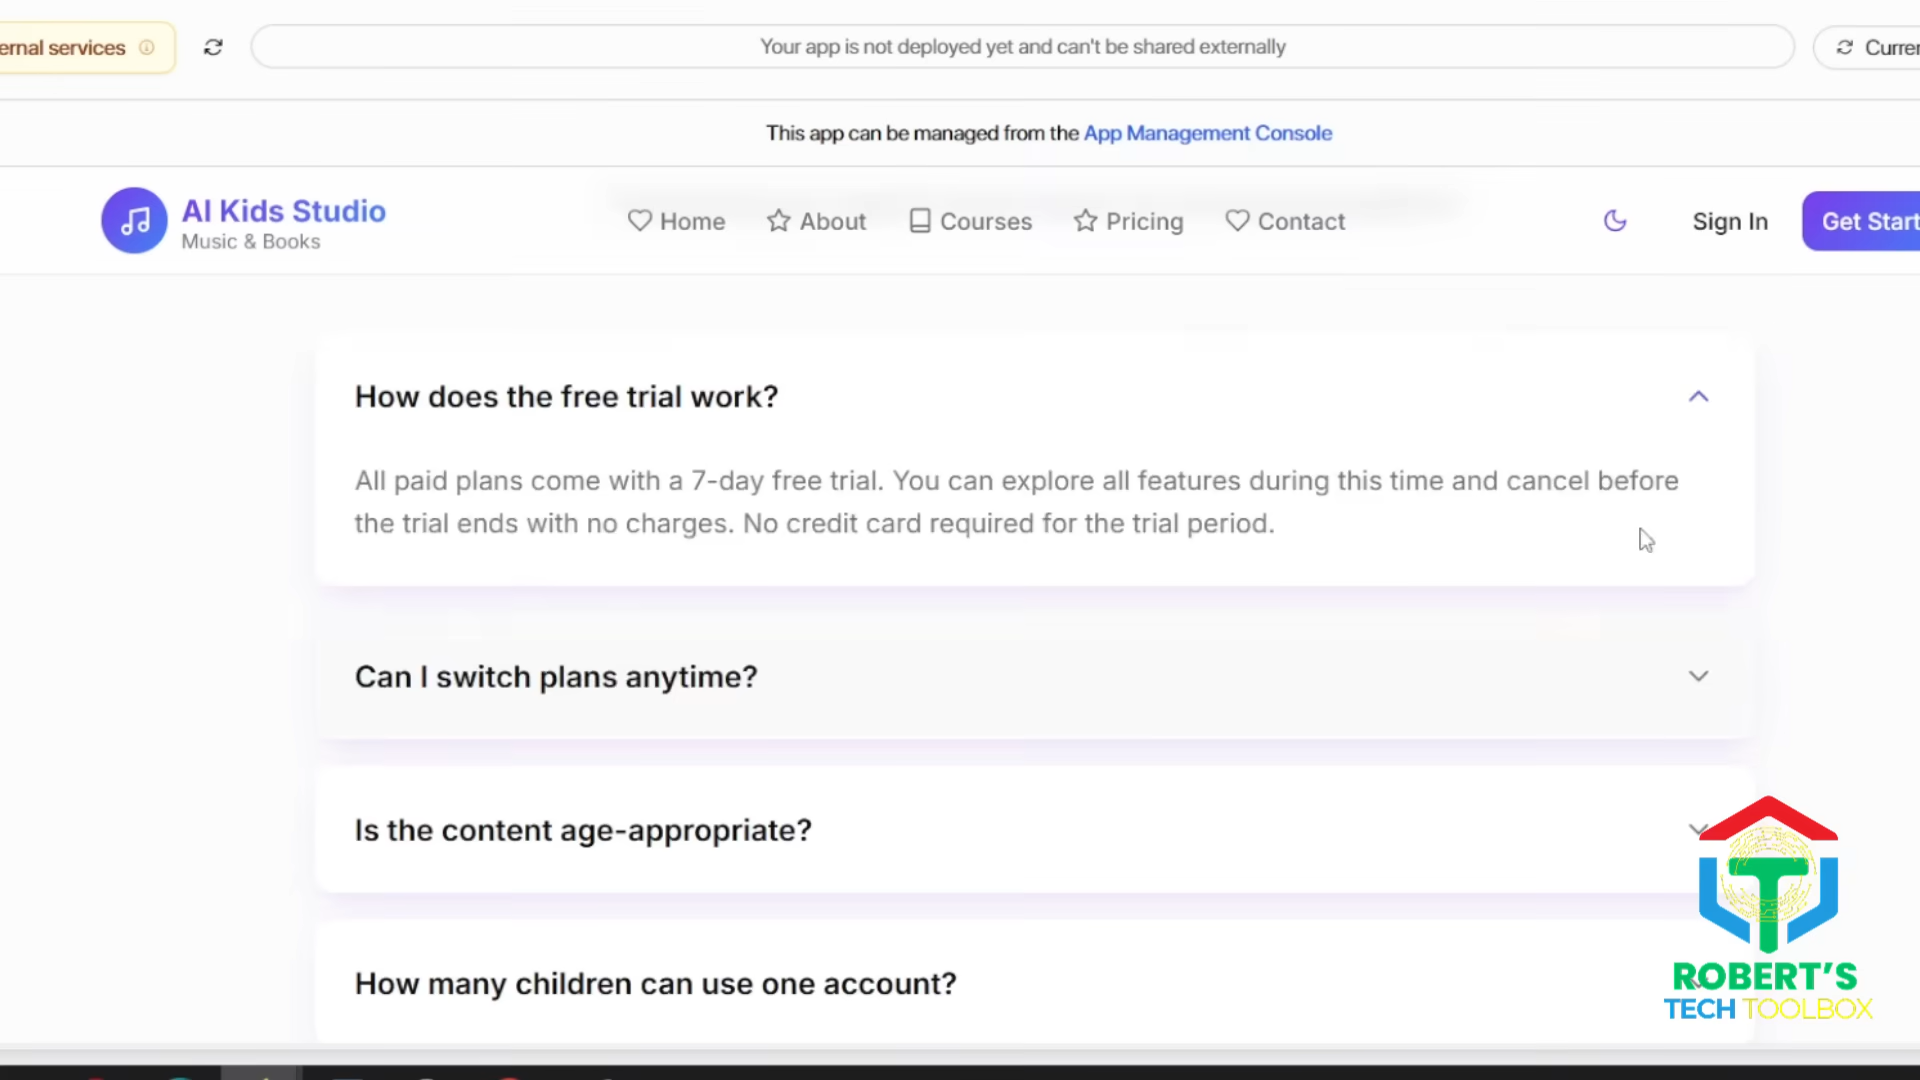 ernal services
Your app is not deployed yet and can't be shared externally
Curre
This app can be managed from the App Management Console
AI Kids Studio
Music & Books
Home
About
Courses
Pricing
Contact
Sign In
Get Start
How does the free trial work?
All paid plans come with a 7-day free trial. You can explore all features during this time and cancel before
the trial ends with no charges. No credit card required for the trial period.
Can I switch plans anytime?
Is the content age-appropriate?
How many children can use one account?
ROBERT'S
TECH TOOLBOX